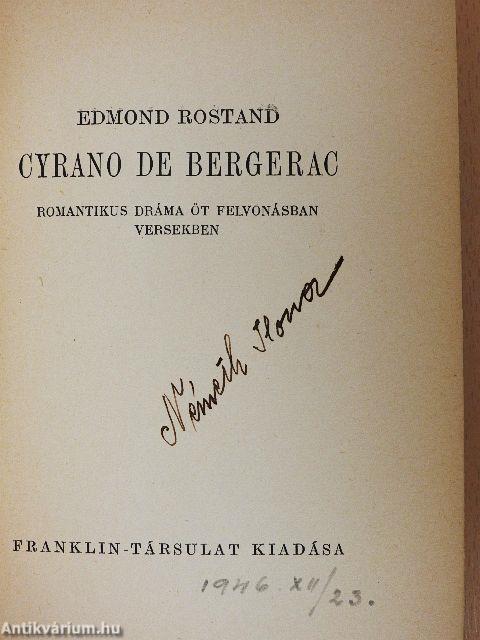 EDMOND ROSTAND
CYRANO DE BERGERAC
ROMANTIKUS DRÁMA ÖT FELVONÁSBAN
VERSEKBEN
Németh Ilona
FRANKLIN-TÁRSULAT KIADÁSA
1946. XII/23.
Antikvárium.hu